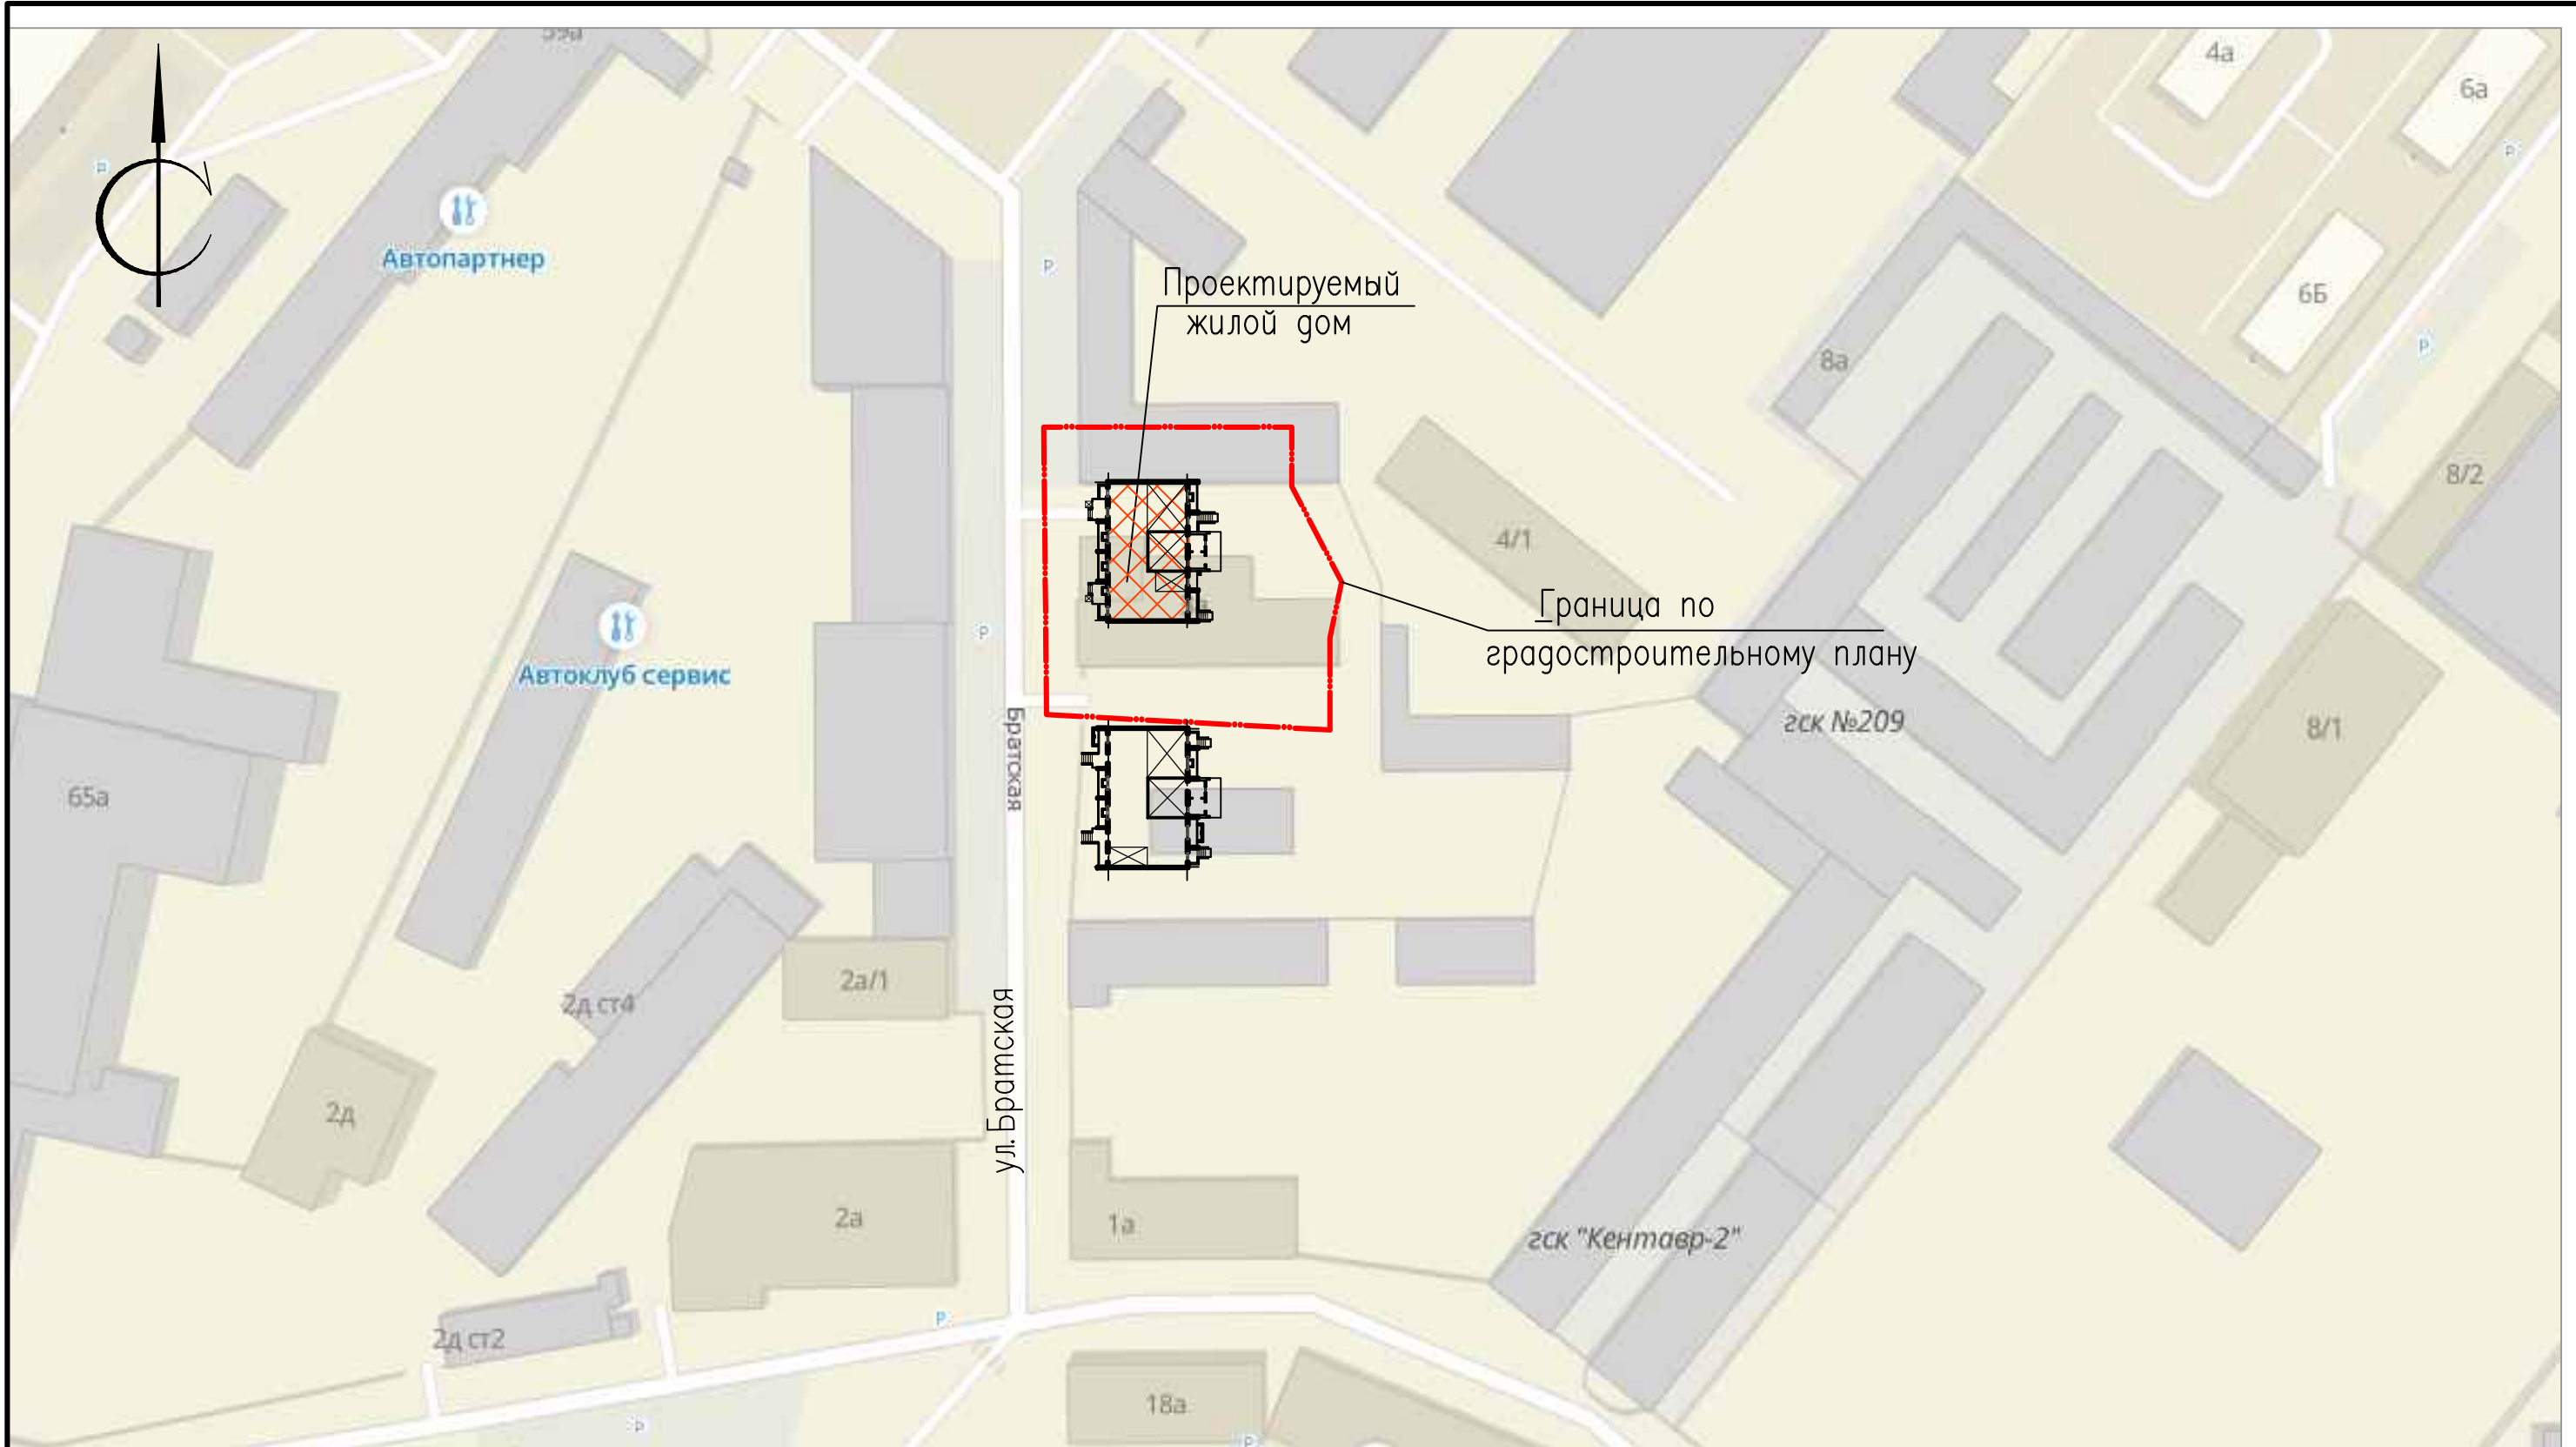 59а
4а
6а
Р
Р
Автопартнер
Р
Проектируемый
жилой дом
6Б
Р
8а
8/2
4/1
Граница по
градостроительному плану
Р
Автоклуб сервис
Братская
гск №209
8/1
65а
2а/1
2д ст4
ул. Братская
2д
2а
1а
гск "Кентавр-2"
Р
2д ст2
18а
Р
Р